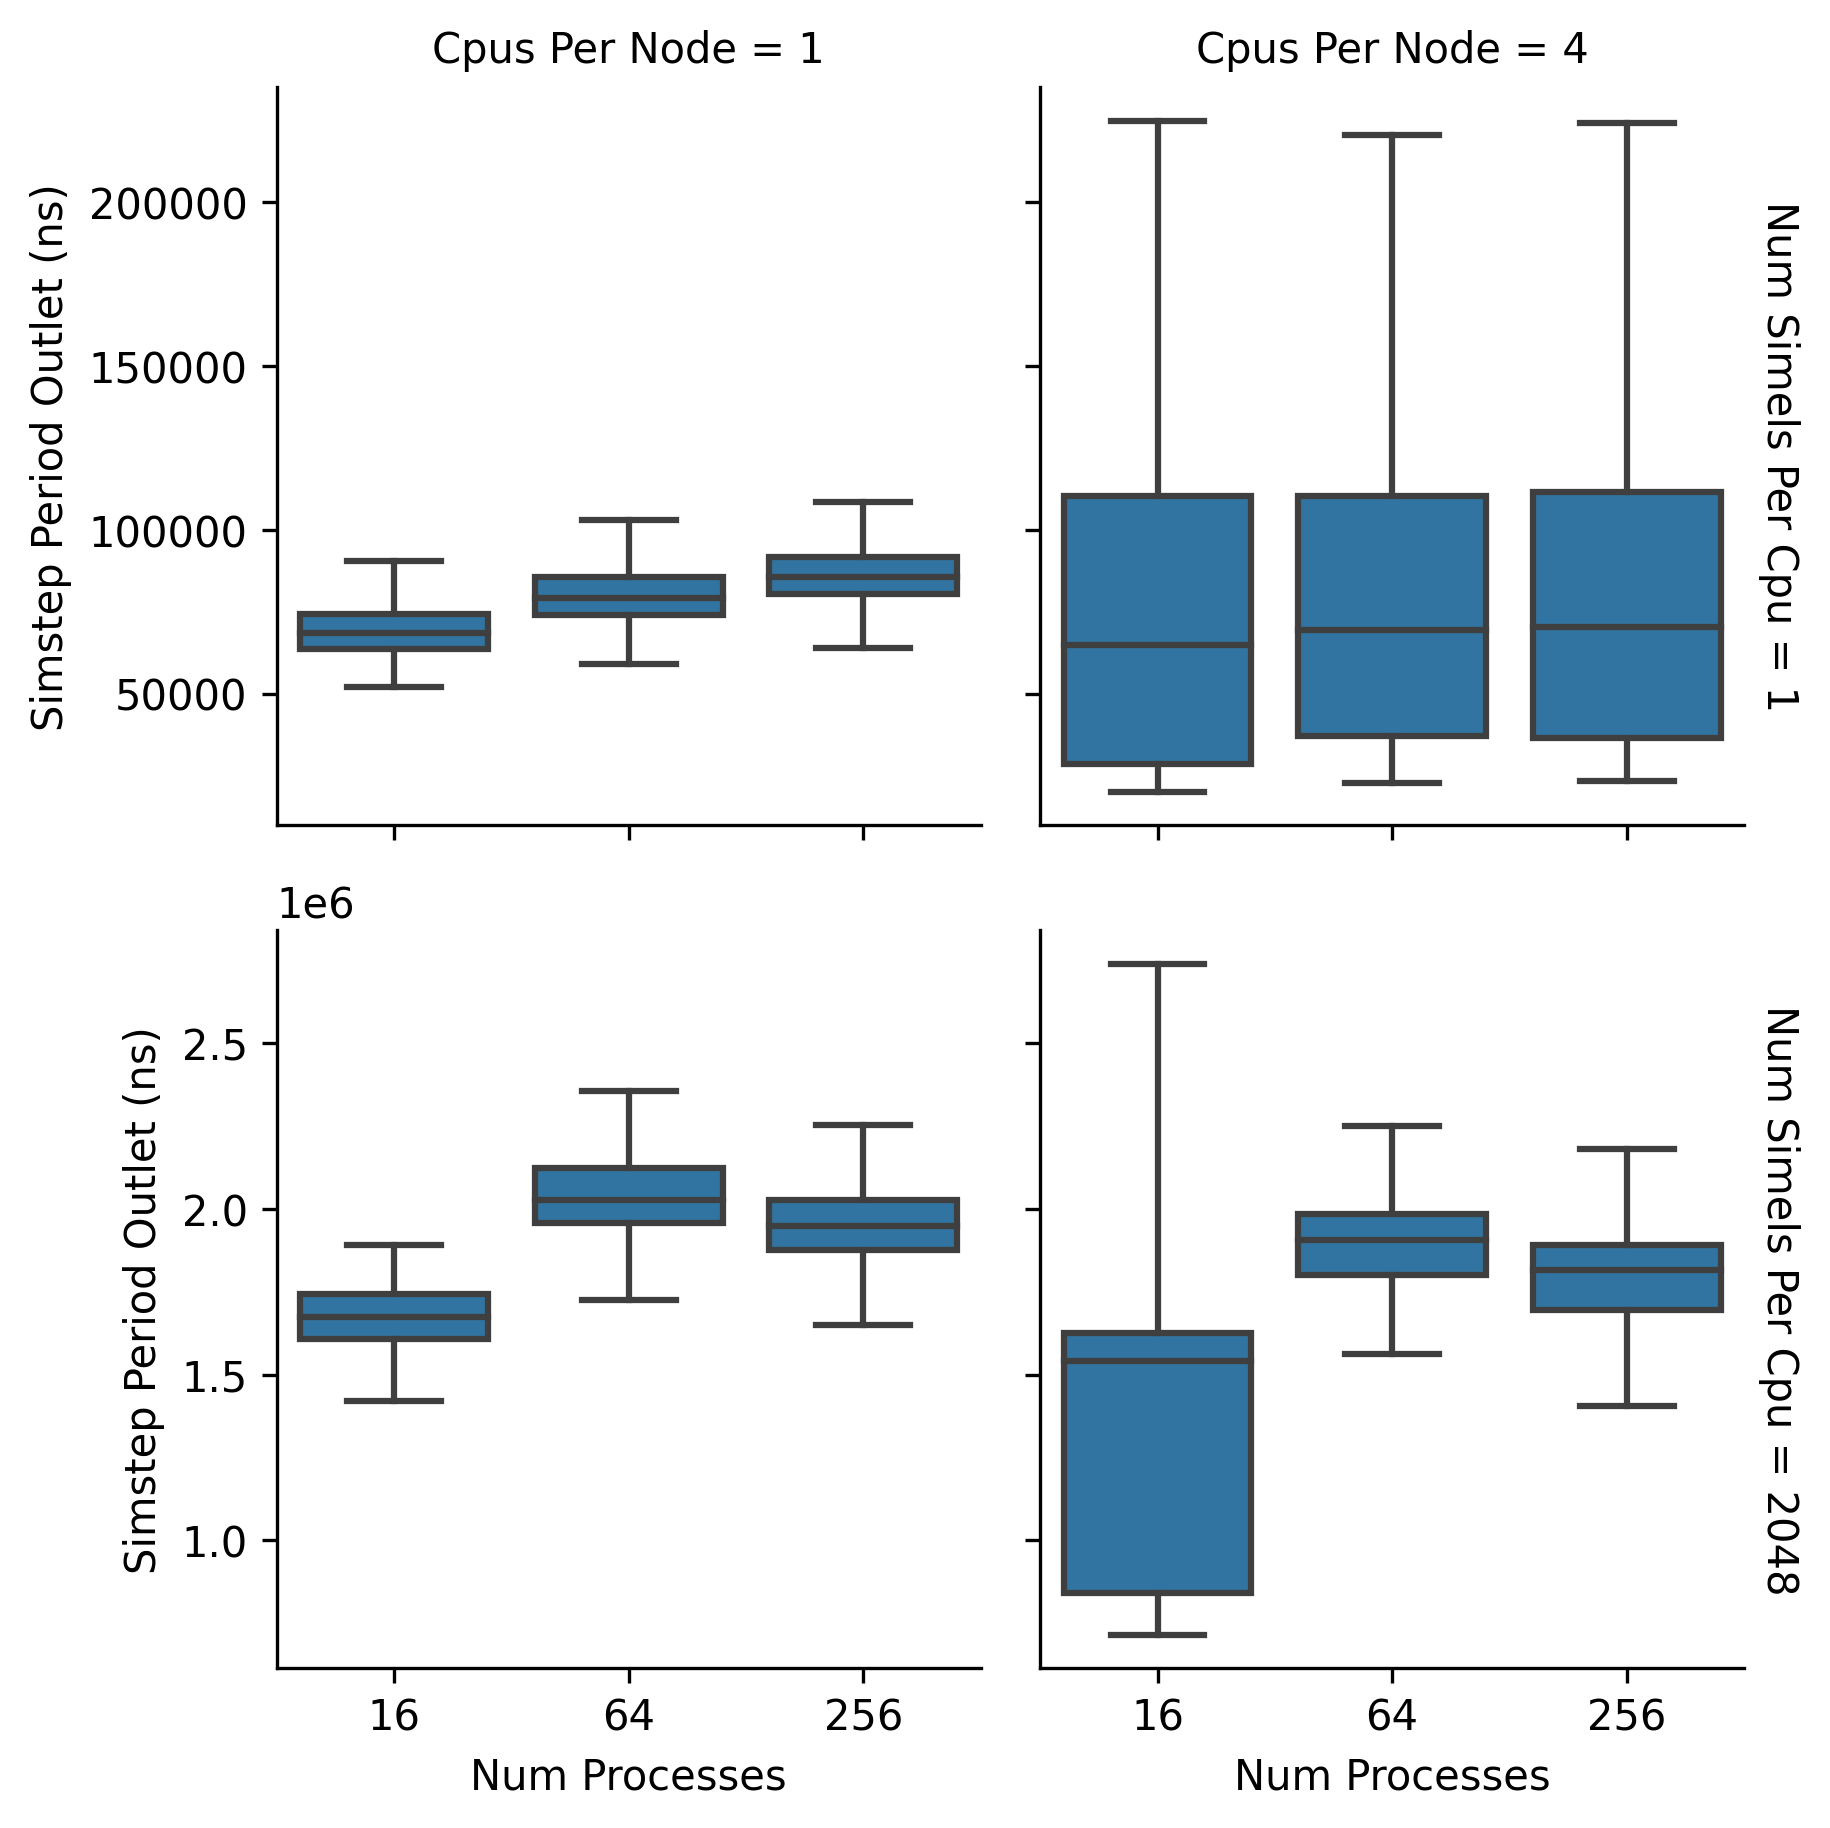 Cpus Per Node = 1
Cpus Per Node = 4
Simstep Period Outlet (ns)
200000
150000
100000
50000
Num Simels Per Cpu = 1
1e6
Simstep Period Outlet (ns)
2.5
2.0
1.5
1.0
Num Simels Per Cpu = 2048
16
64
256
16
64
256
Num Processes
Num Processes